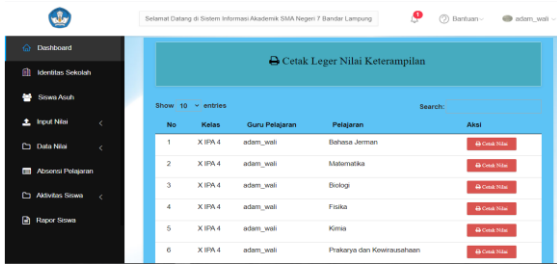 Selamat Datang di Sistem Informasi Akademik SMA Negeri 7 Bandar Lampung
Bantuan
adam_wali
Dashboard
Identitas Sekolah
Siswa Asuh
Input Nilai
Data Nilai
Absensi Pelajaran
Aktivitas Siswa
Rapor Siswa
Cetak Leger Nilai Keterampilan
Show 10 entries Search:
No Kelas Guru Pelajaran Pelajaran Aksi
1 X IPA 4 adam_wali Bahasa Jerman Cetak Nilai
2 X IPA 4 adam_wali Matematika Cetak Nilai
3 X IPA 4 adam_wali Biologi Cetak Nilai
4 X IPA 4 adam_wali Fisika Cetak Nilai
5 X IPA 4 adam_wali Kimia Cetak Nilai
6 X IPA 4 adam_wali Prakarya dan Kewirausahaan Cetak Nilai